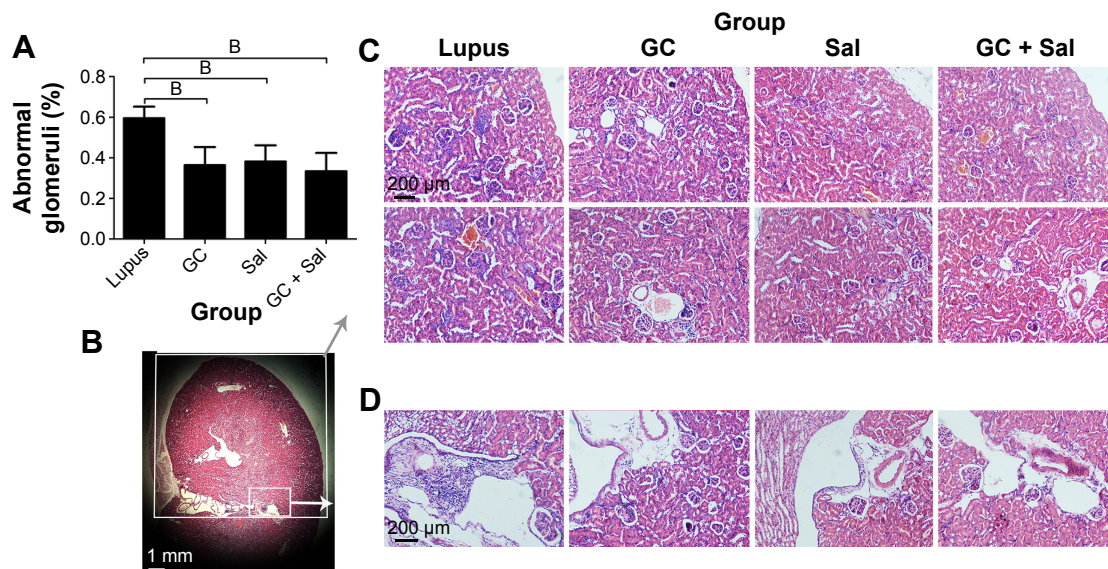 A
B
B
B
0.8
0.6
0.4
0.2
0.0
Abnormal
glomeruli (%)
Lupus
GC
Sal
GC + Sal
Group
B
1 mm
C
Group
Lupus
GC
Sal
GC + Sal
200 µm
D
200 µm